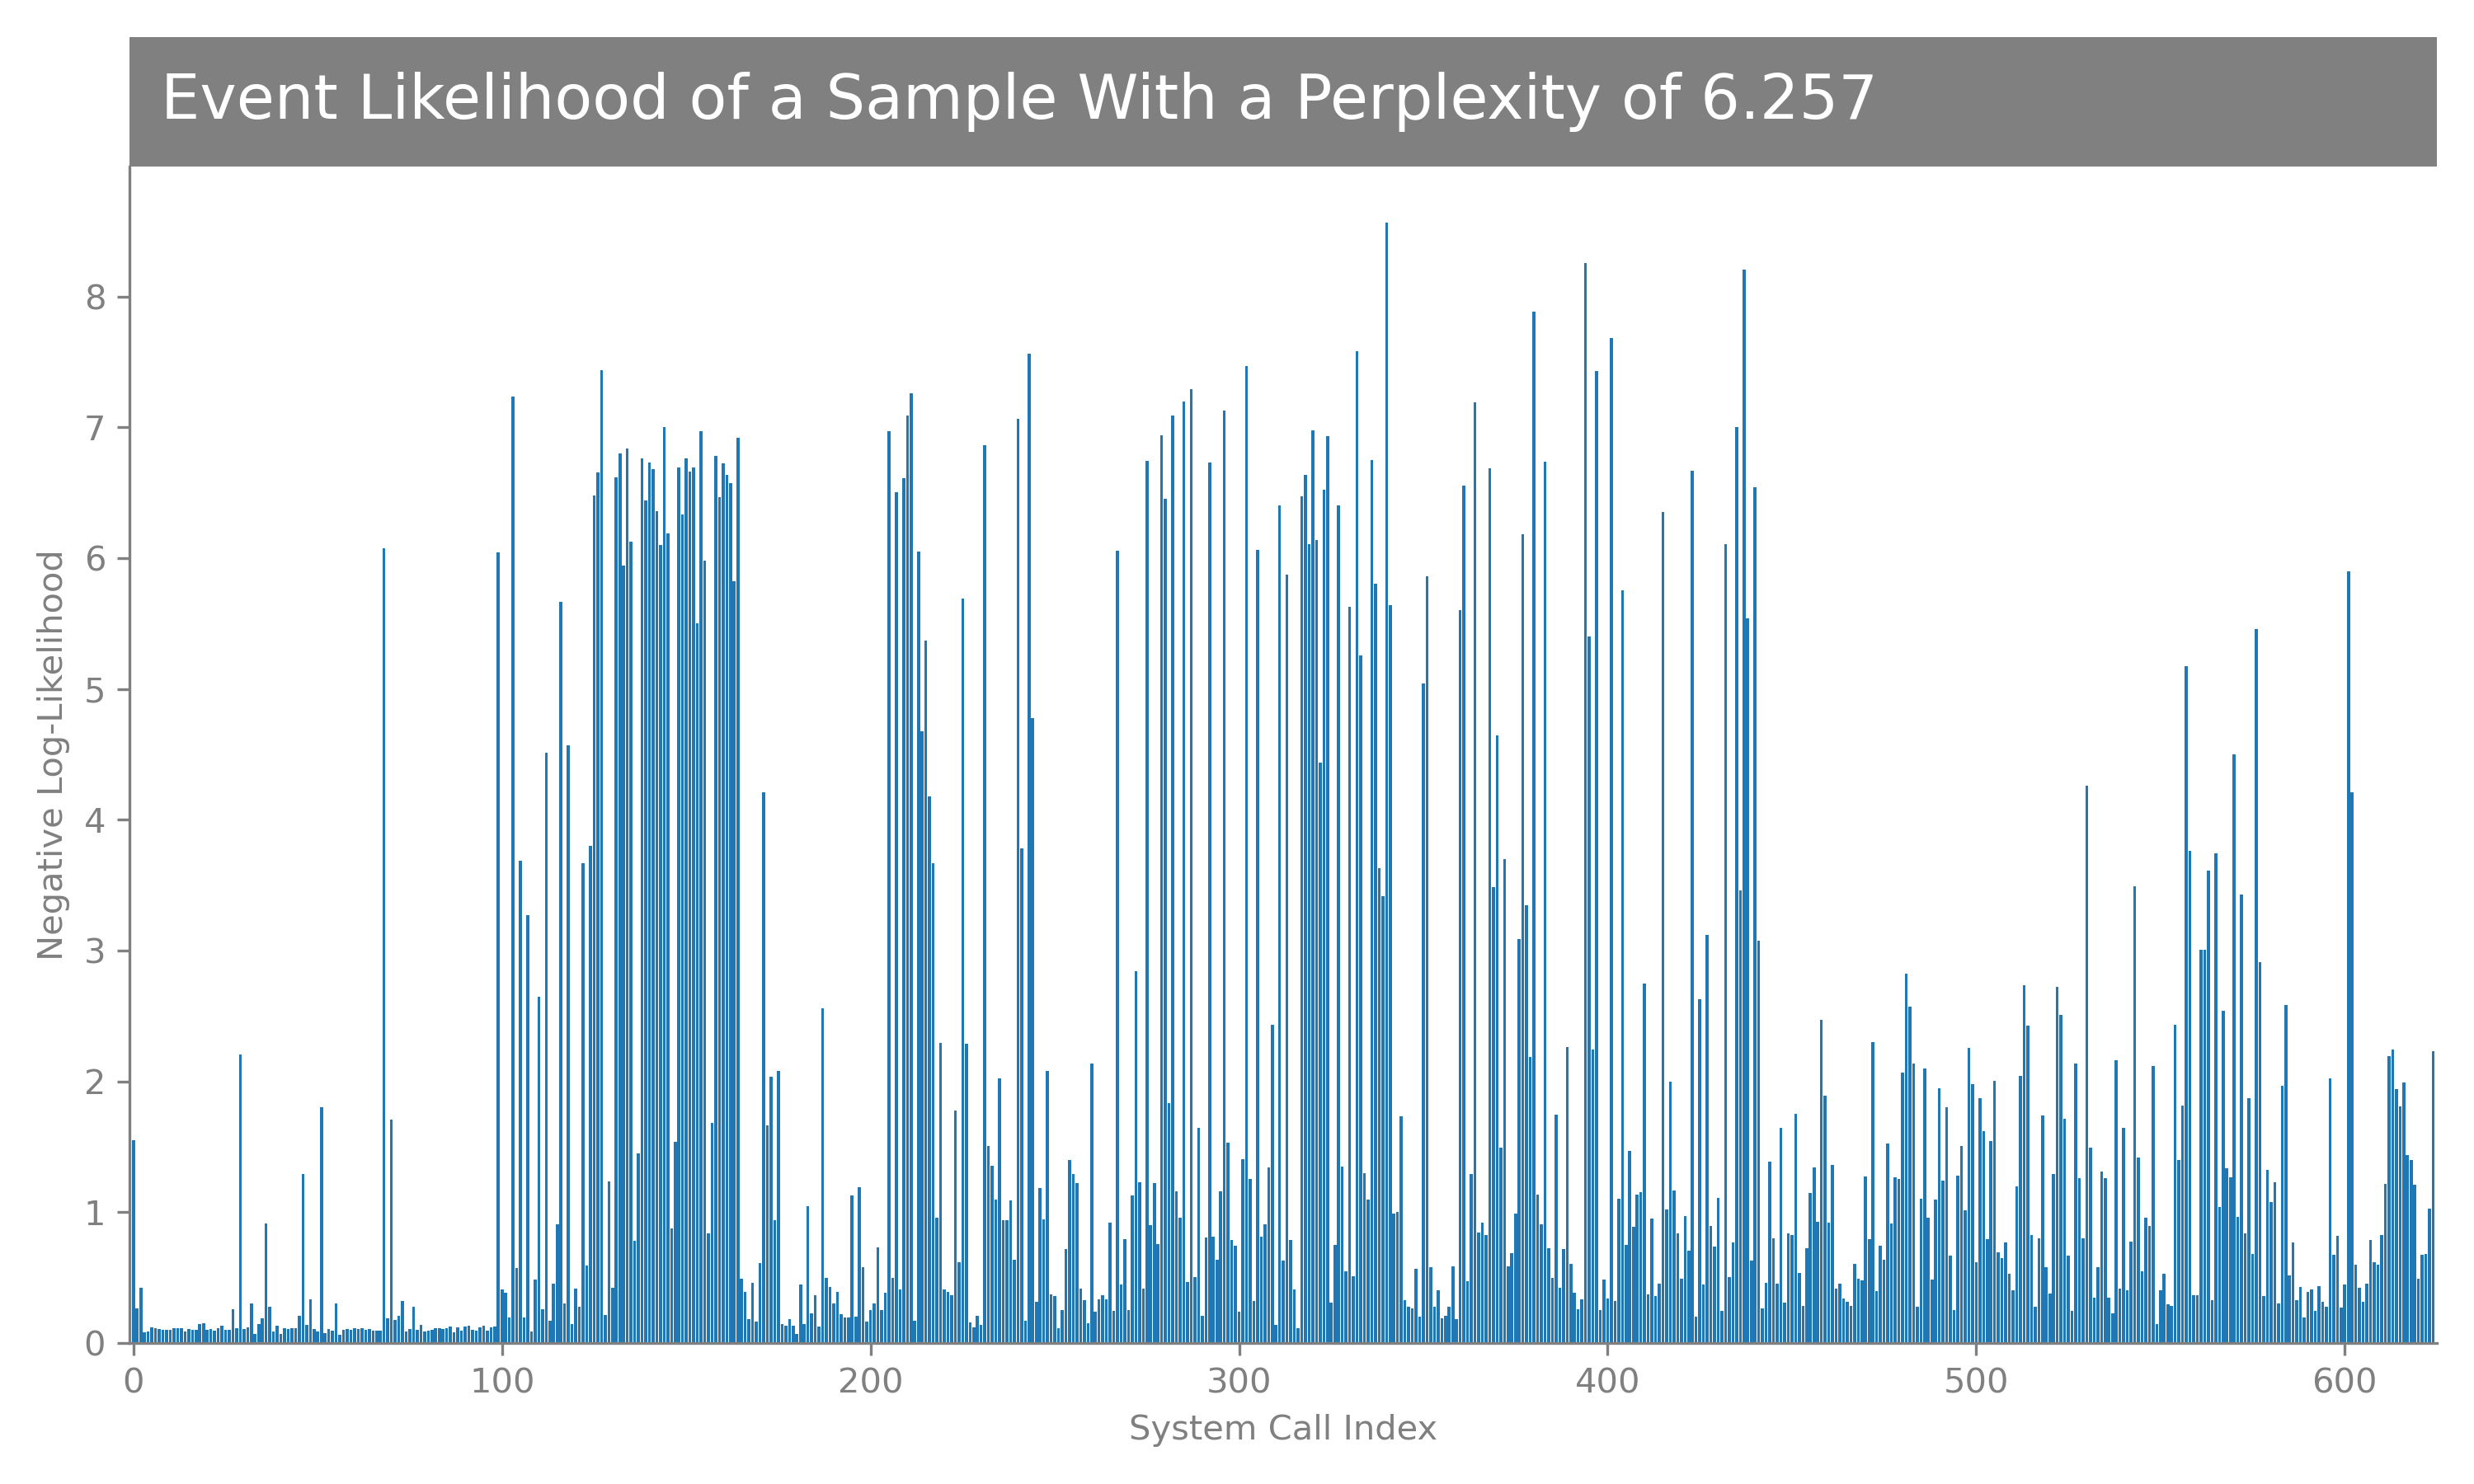 Event Likelihood of a Sample With a Perplexity of 6.257
8
7
6
5
4
3
2
1
0
Negative Log-Likelihood
0 100 200 300 400 500 600
System Call Index